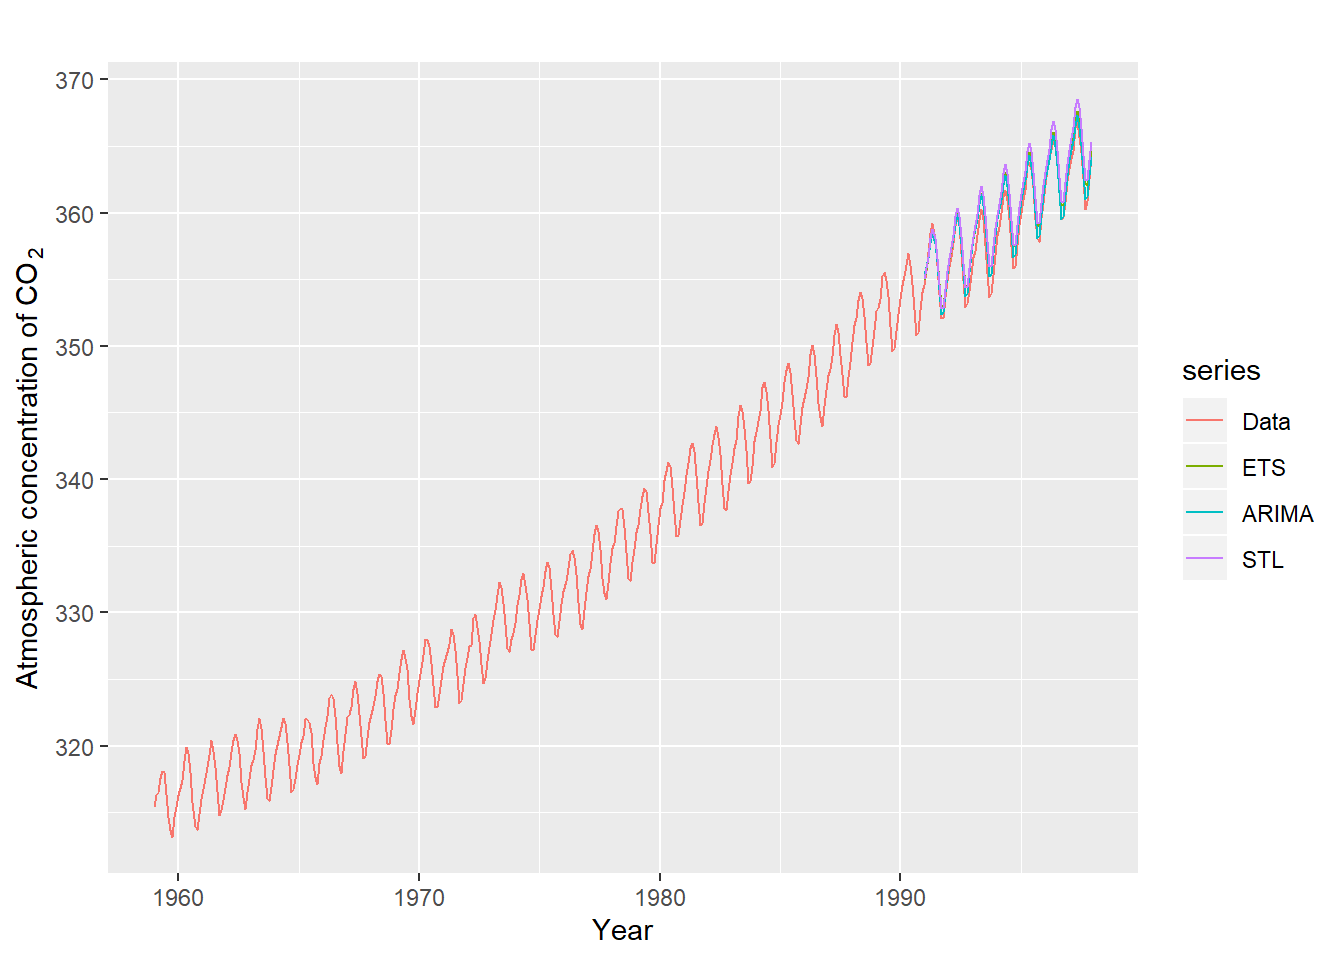 370
360
350
340
330
320
Atmospheric concentration of CO₂
1960 1970 1980 1990
Year
series
Data
ETS
ARIMA
STL